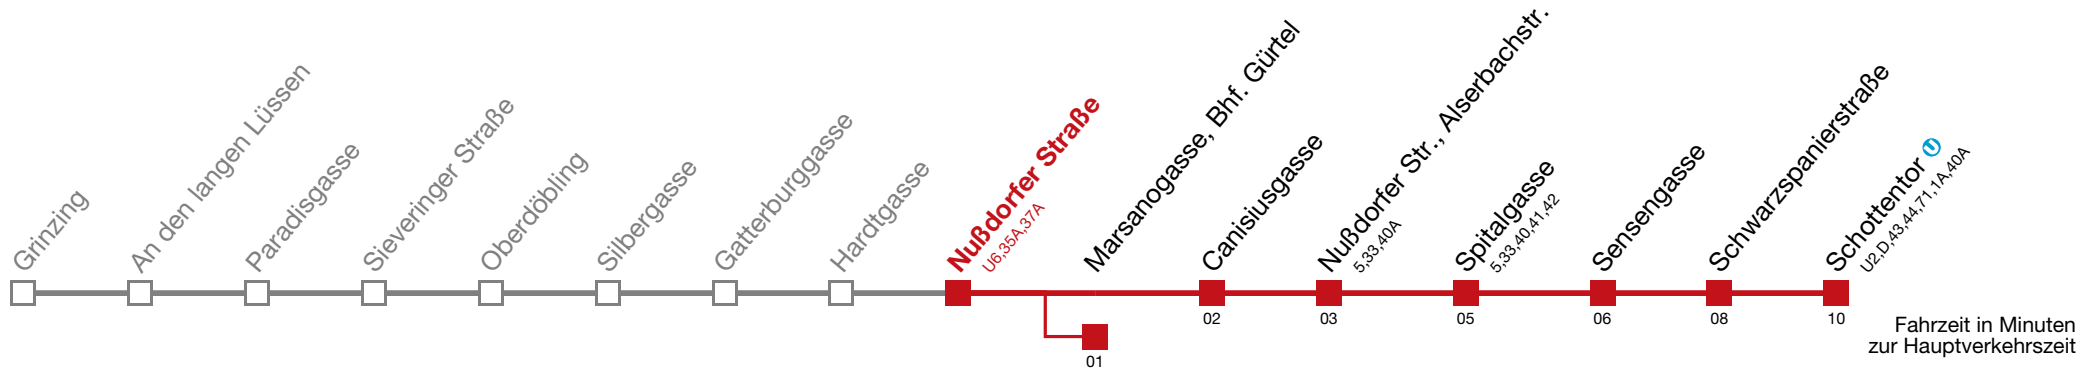 Grinzing
An den langen Lüssen
Paradisgasse
Sieveringer Straße
Oberdöbling
Silbergasse
Gatterburggasse
Hardtgasse
Nußdorfer Straße
U6,35A,37A
Marsanogasse, Bhf. Gürtel
01
Canisiusgasse
02
Nußdorfer Str., Alserbachstr.
5,33,40A
03
Spitalgasse
5,33,40,41,42
05
Sensengasse
06
Schwarzspanierstraße
08
Schottentor U
U2,D,43,44,71,1A,40A
10
Fahrzeit in Minuten
zur Hauptverkehrszeit